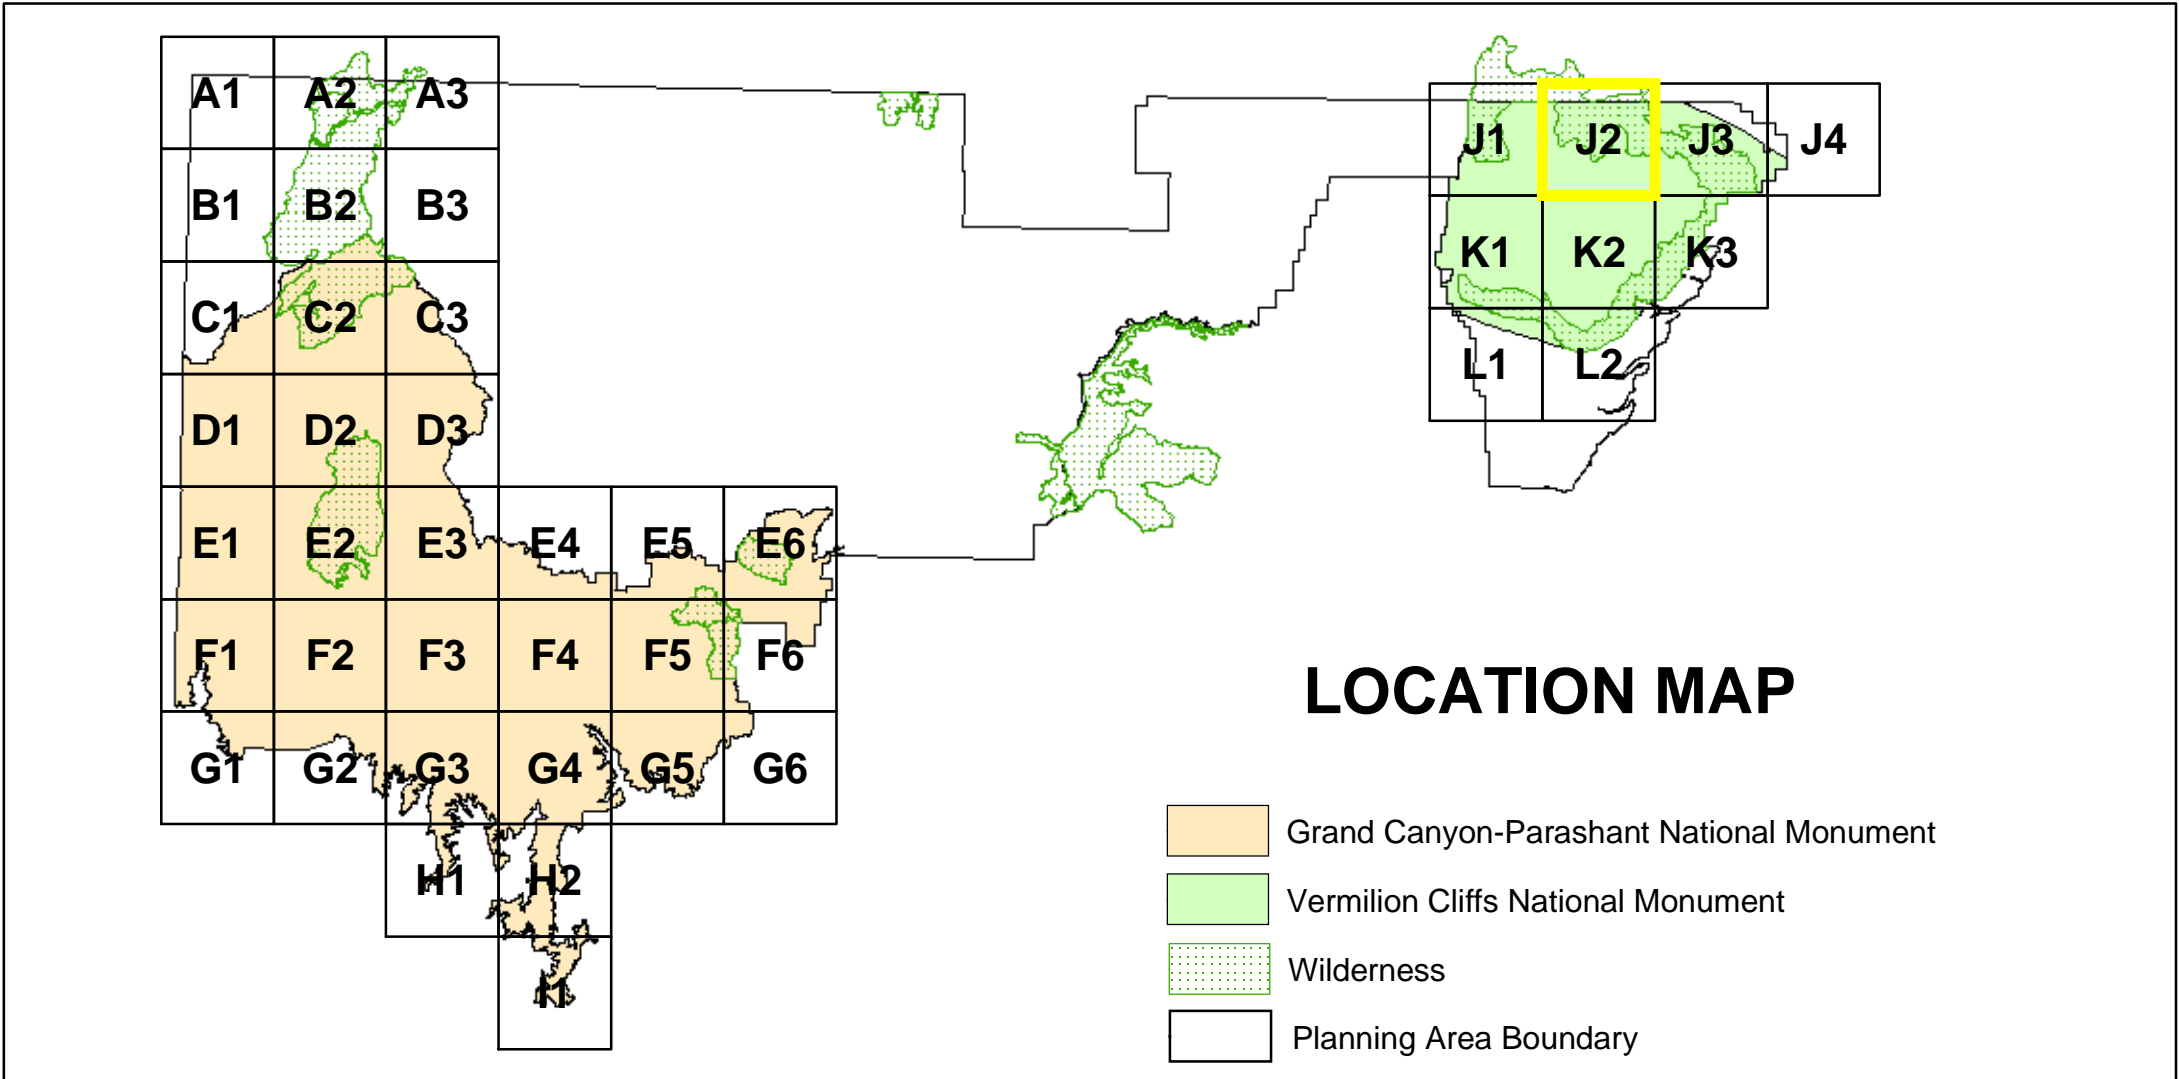 A1 A2 A3
J1 J2 J3 J4
B1 B2 B3
K1 K2 K3
C1 C2 C3
L1 L2
D1 D2 D3
E1 E2 E3 E4 E5 E6
F1 F2 F3 F4 F5 F6
LOCATION MAP
G1 G2 G3 G4 G5 G6
Grand Canyon-Parashant National Monument
H1 H2
Vermilion Cliffs National Monument
Wilderness
I1
Planning Area Boundary